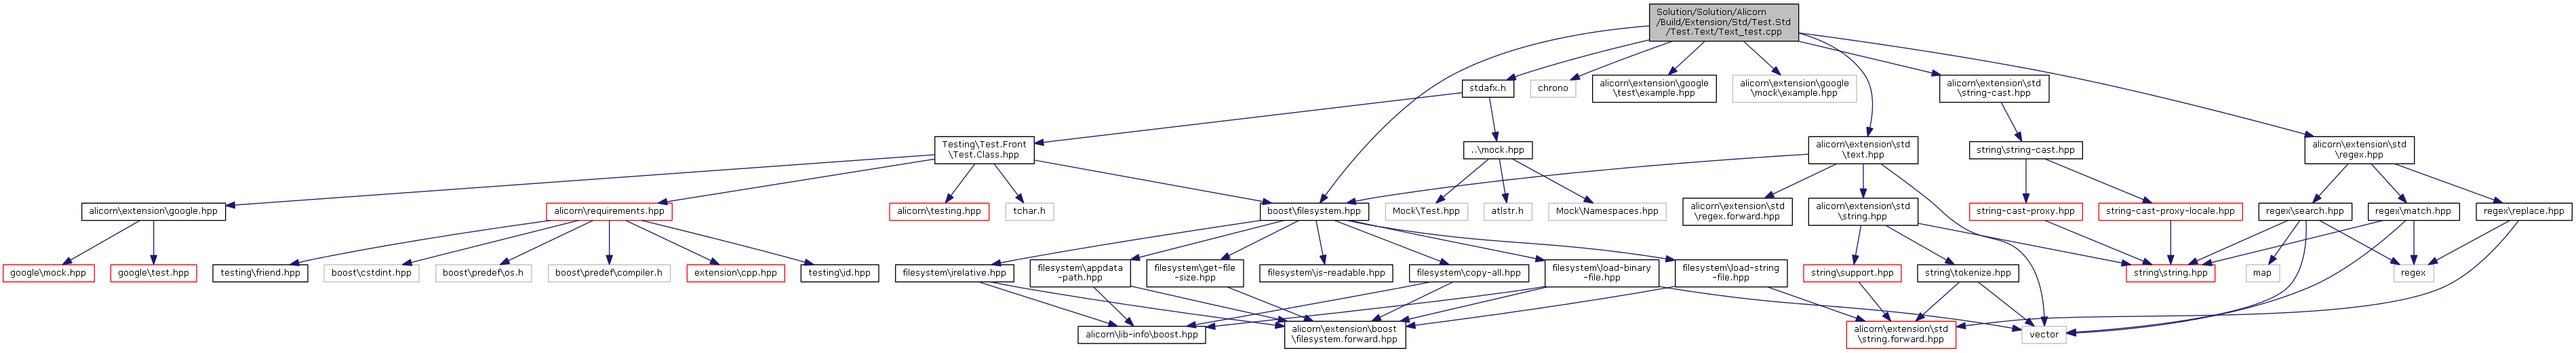 Solution/Solution/Alicorn
/Build/Extension/Std/Test.Std
/Test.Text/Text_test.cpp
stdafx.h
chrono
alicorn\extension\google
\test\example.hpp
alicorn\extension\google
\mock\example.hpp
alicorn\extension\std
\string-cast.hpp
Testing\Test.Front
\Test.Class.hpp
..\mock.hpp
alicorn\extension\std
\text.hpp
string\string-cast.hpp
alicorn\extension\std
\regex.hpp
alicorn\extension\google.hpp
alicorn\requirements.hpp
alicorn\testing.hpp
tchar.h
boost\filesystem.hpp
Mock\Test.hpp
atlstr.h
Mock\Namespaces.hpp
alicorn\extension\std
\regex.forward.hpp
alicorn\extension\std
\string.hpp
string-cast-proxy.hpp
string-cast-proxy-locale.hpp
regex\search.hpp
regex\match.hpp
regex\replace.hpp
google\mock.hpp
google\test.hpp
testing\friend.hpp
boost\cstdint.hpp
boost\predef\os.h
boost\predef\compiler.h
extension\cpp.hpp
testing\id.hpp
filesystem\relative.hpp
filesystem\appdata
-path.hpp
filesystem\get-file
-size.hpp
filesystem\is-readable.hpp
filesystem\copy-all.hpp
filesystem\load-binary
-file.hpp
filesystem\load-string
-file.hpp
string\support.hpp
string\tokenize.hpp
string\string.hpp
map
regex
alicorn\lib-info\boost.hpp
alicorn\extension\boost
\filesystem.forward.hpp
alicorn\extension\std
\string.forward.hpp
vector